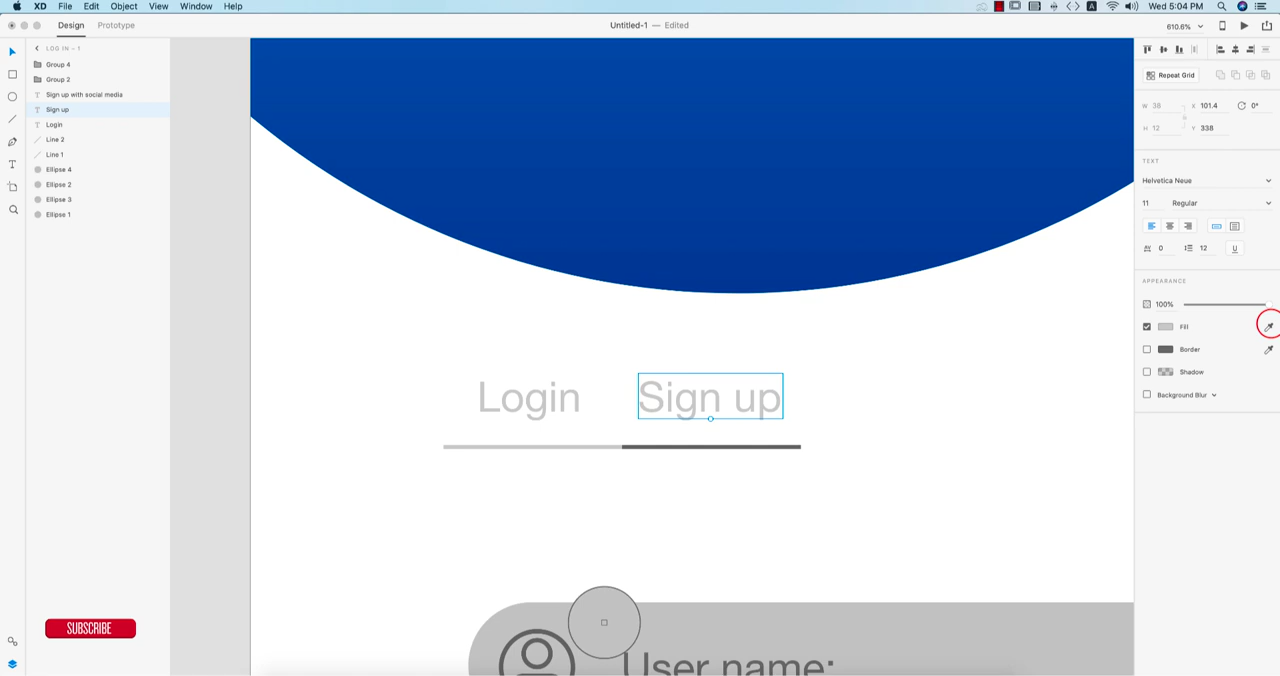 XD File Edit Object View Window Help
Wed 5:04 PM
Design Prototype
Untitled-1 — Edited
610.6%
LOG IN – 1
Group 4
Group 2
Sign up with social media
Sign up
Login
Line 2
Line 1
Ellipse 4
Ellipse 2
Ellipse 3
Ellipse 1
Repeat Grid
W 38 X 101.4 0°
H 12 Y 338
TEXT
Helvetica Neue
11 Regular
0 12 U
APPEARANCE
100%
Fill
Border
Shadow
Background Blur
Login Sign up
User name:
SUBSCRIBE